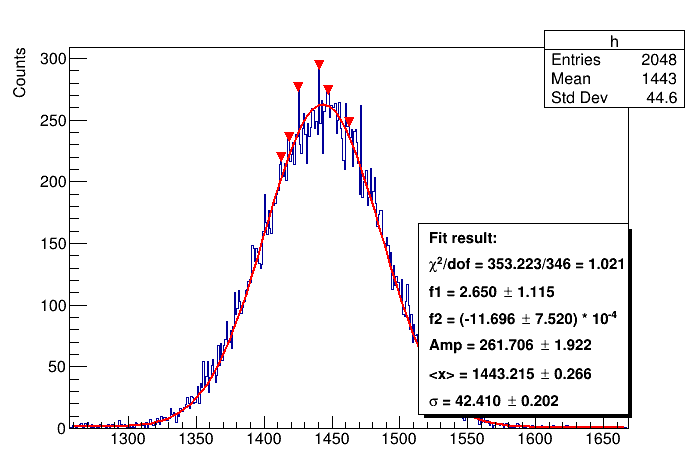 h
Entries 2048
Mean 1443
Std Dev 44.6
Counts
300
250
200
150
100
50
0
Fit result:
χ²/dof = 353.223/346 = 1.021
f1 = 2.650 ± 1.115
f2 = (-11.696 ± 7.520) * 10⁻⁴
Amp = 261.706 ± 1.922
<x> = 1443.215 ± 0.266
σ = 42.410 ± 0.202
1300 1350 1400 1450 1500 1550 1600 1650